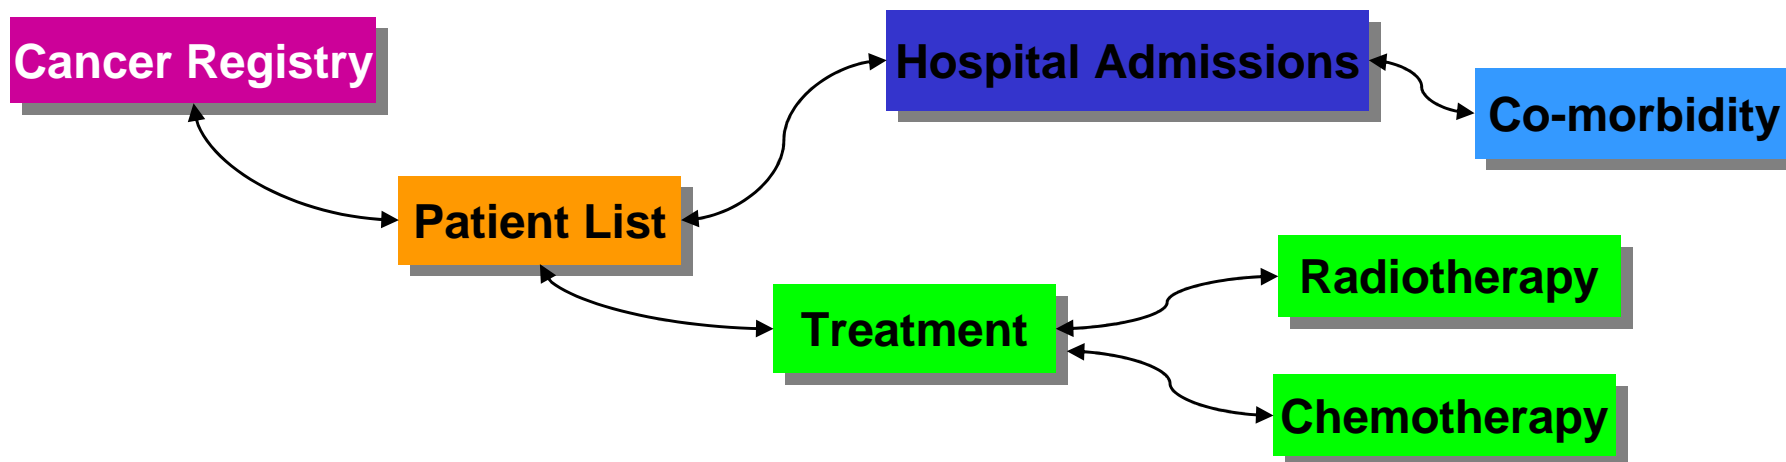 Cancer Registry
Hospital Admissions
Co-morbidity
Patient List
Radiotherapy
Treatment
Chemotherapy